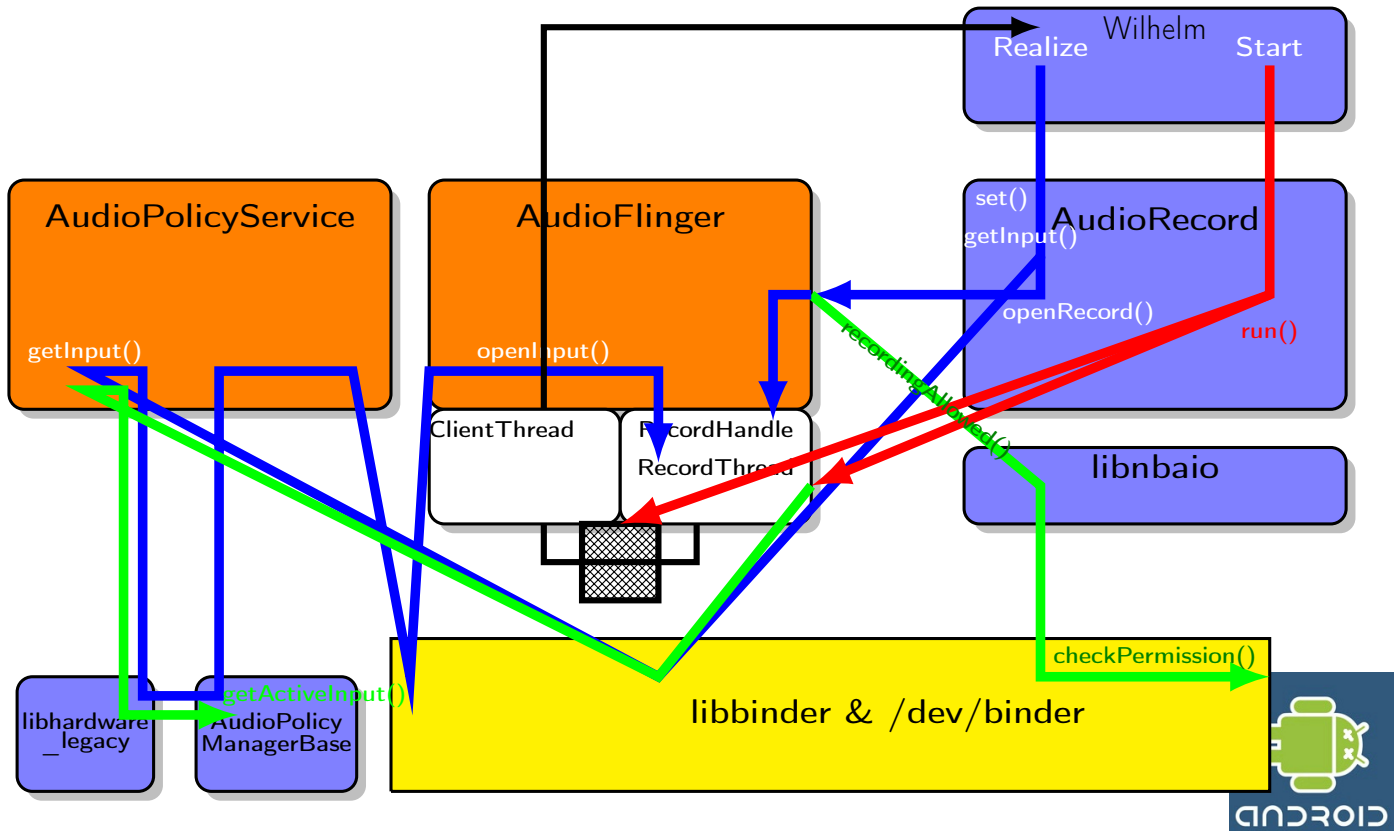 Wilhelm
Realize
Start
AudioPolicyService
AudioFlinger
set()
AudioRecord
getInput()
openRecord()
run()
recordingAllowed()
getInput()
openInput()
ClientThread
RecordHandle
RecordThread
libnbaio
checkPermission()
getActiveInput()
libhardware
_legacy
AudioPolicy
ManagerBase
libbinder & /dev/binder
ANDROID